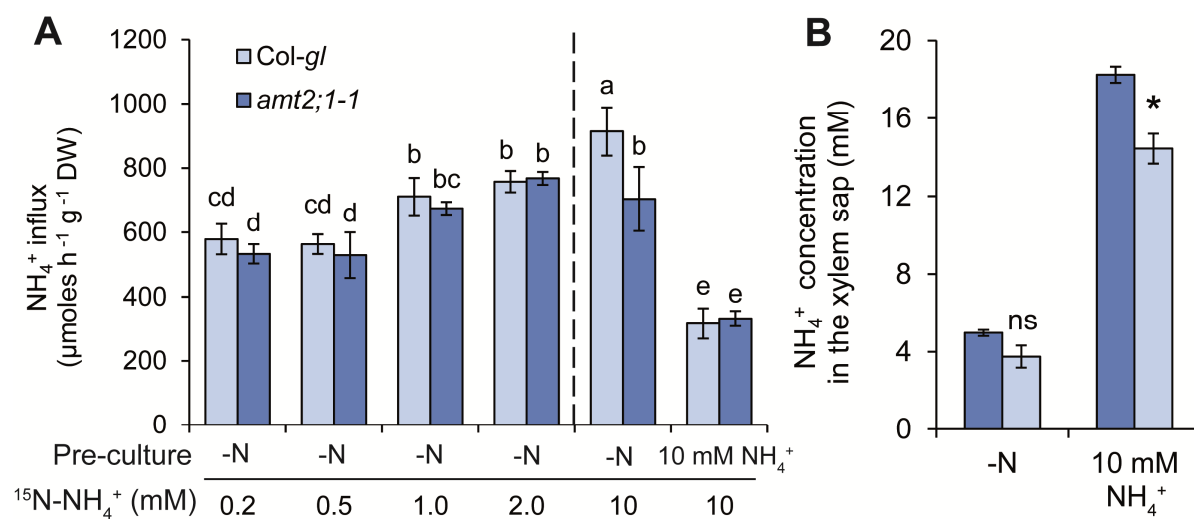 A
1200
1000
800
600
400
200
0
NH₄⁺ influx
(µmoles h⁻¹ g⁻¹ DW)
Col-gl
amt2;1-1
cd
d
cd
d
b
bc
b
b
a
b
e
e
Pre-culture -N -N -N -N -N 10 mM NH₄⁺
¹⁵N-NH₄⁺ (mM) 0.2 0.5 1.0 2.0 10 10
B
20
16
12
8
4
0
NH₄⁺ concentration
in the xylem sap (mM)
ns
*
-N 10 mM
NH₄⁺